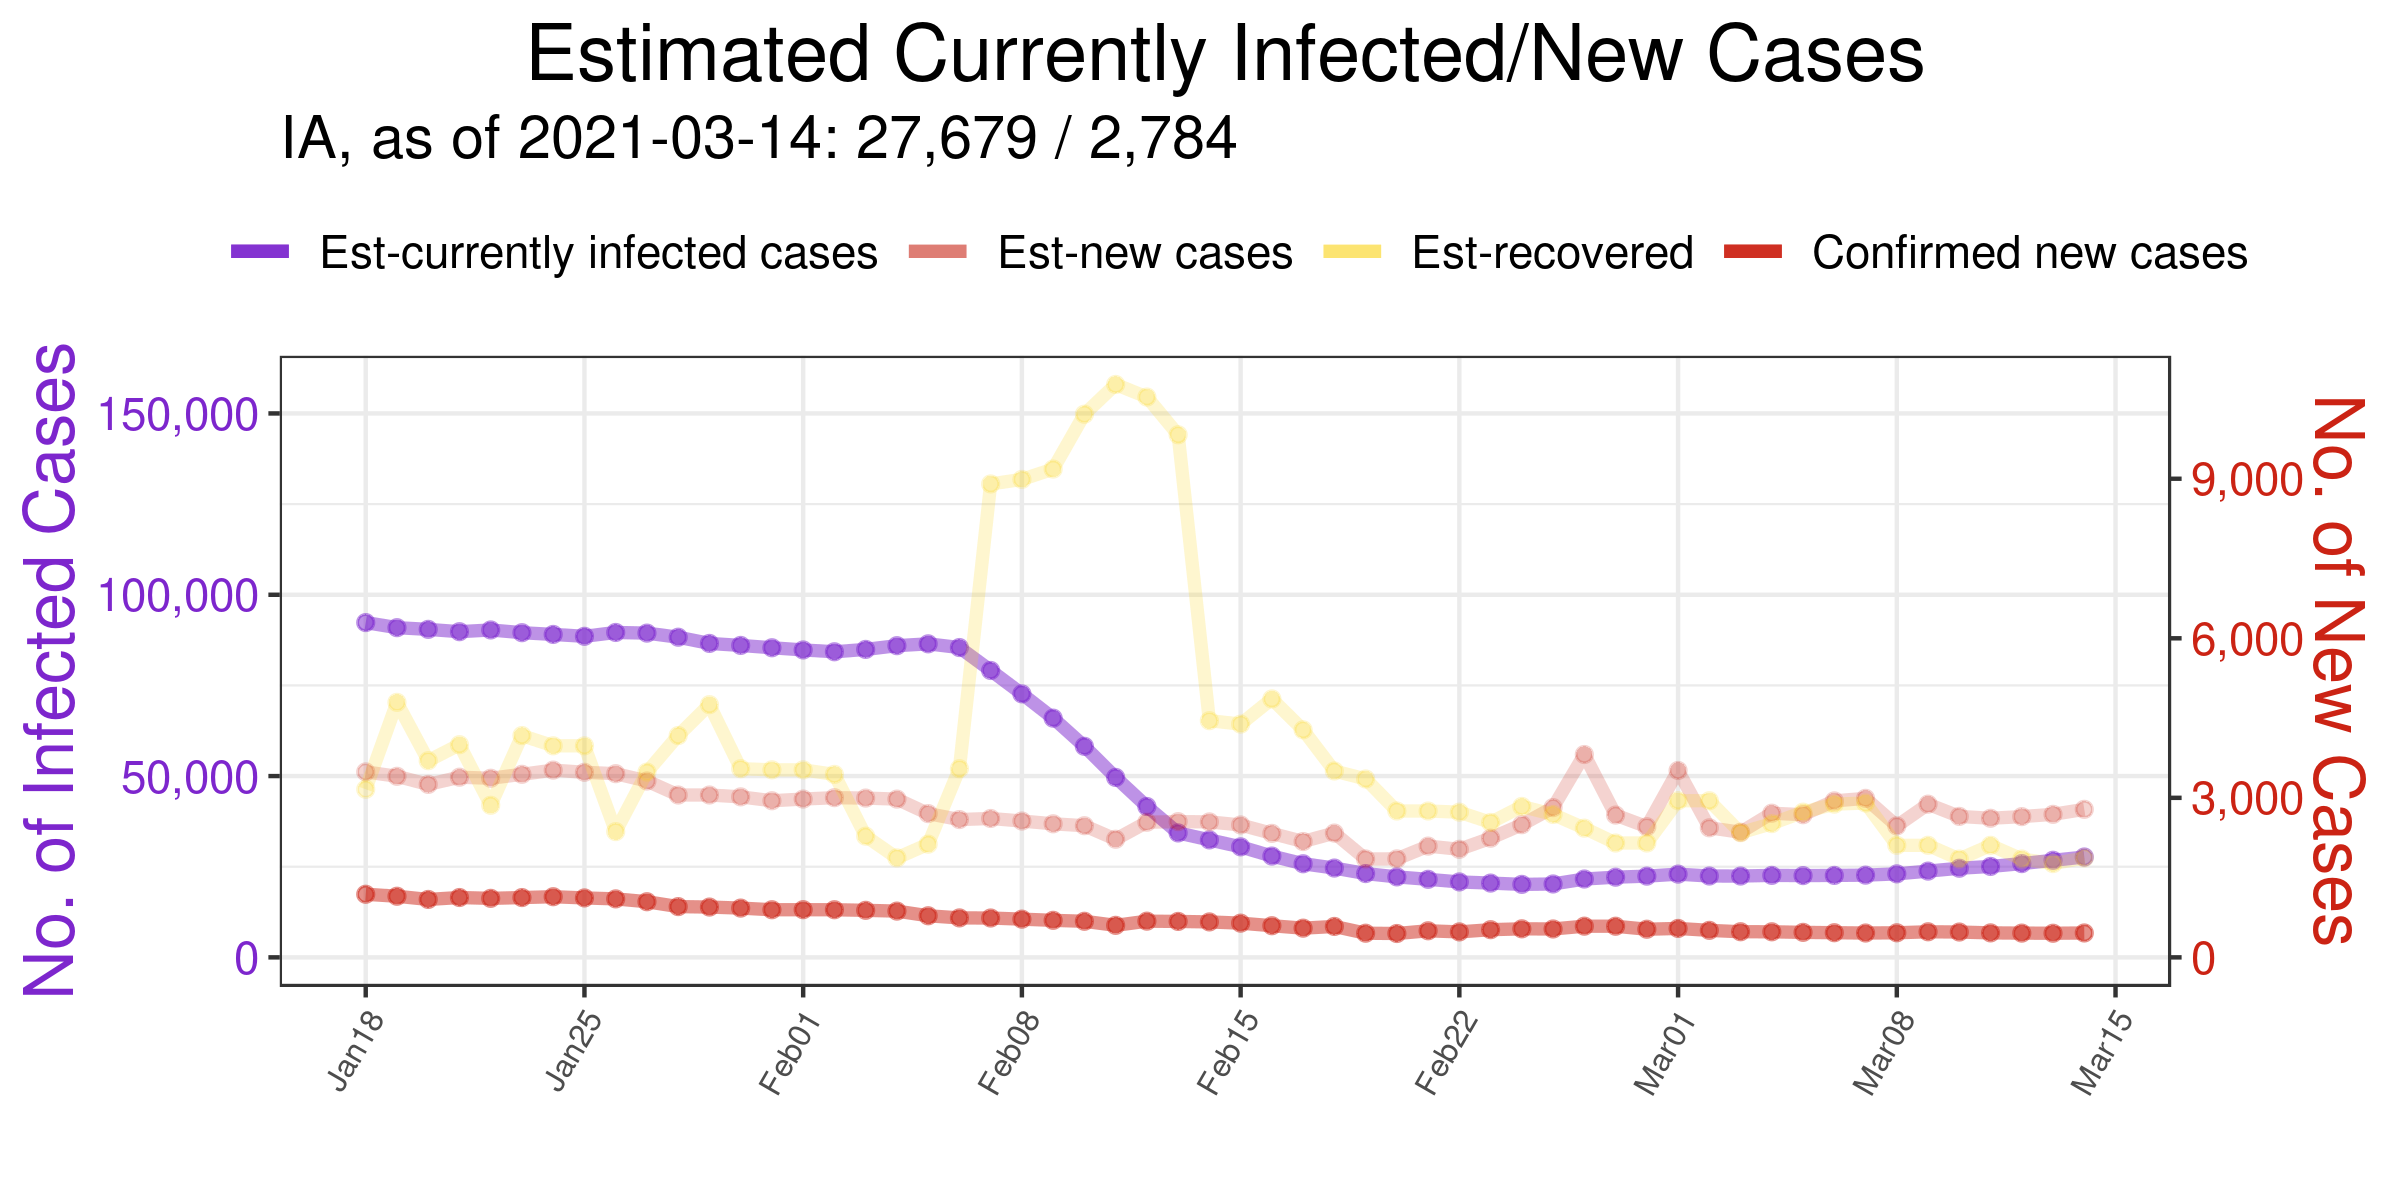 Estimated Currently Infected/New Cases
IA, as of 2021-03-14: 27,679 / 2,784
Est-currently infected cases Est-new cases Est-recovered Confirmed new cases
No. of Infected Cases
150,000
100,000
50,000
0
9,000
6,000
3,000
0
No. of New Cases
Jan18 Jan25 Feb01 Feb08 Feb15 Feb22 Mar01 Mar08 Mar15